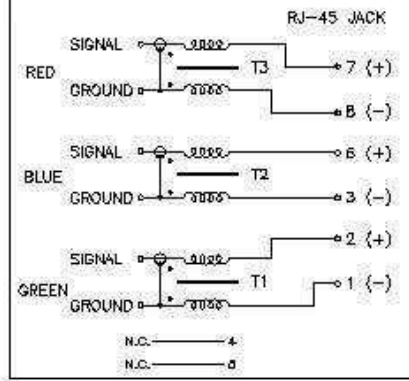 RJ-45 JACK
SIGNAL
RED
T3
7 (+)
GROUND
8 (-)
SIGNAL
6 (+)
BLUE
T2
GROUND
3 (-)
SIGNAL
2 (+)
GREEN
T1
1 (-)
GROUND
N.C. 4
N.C.